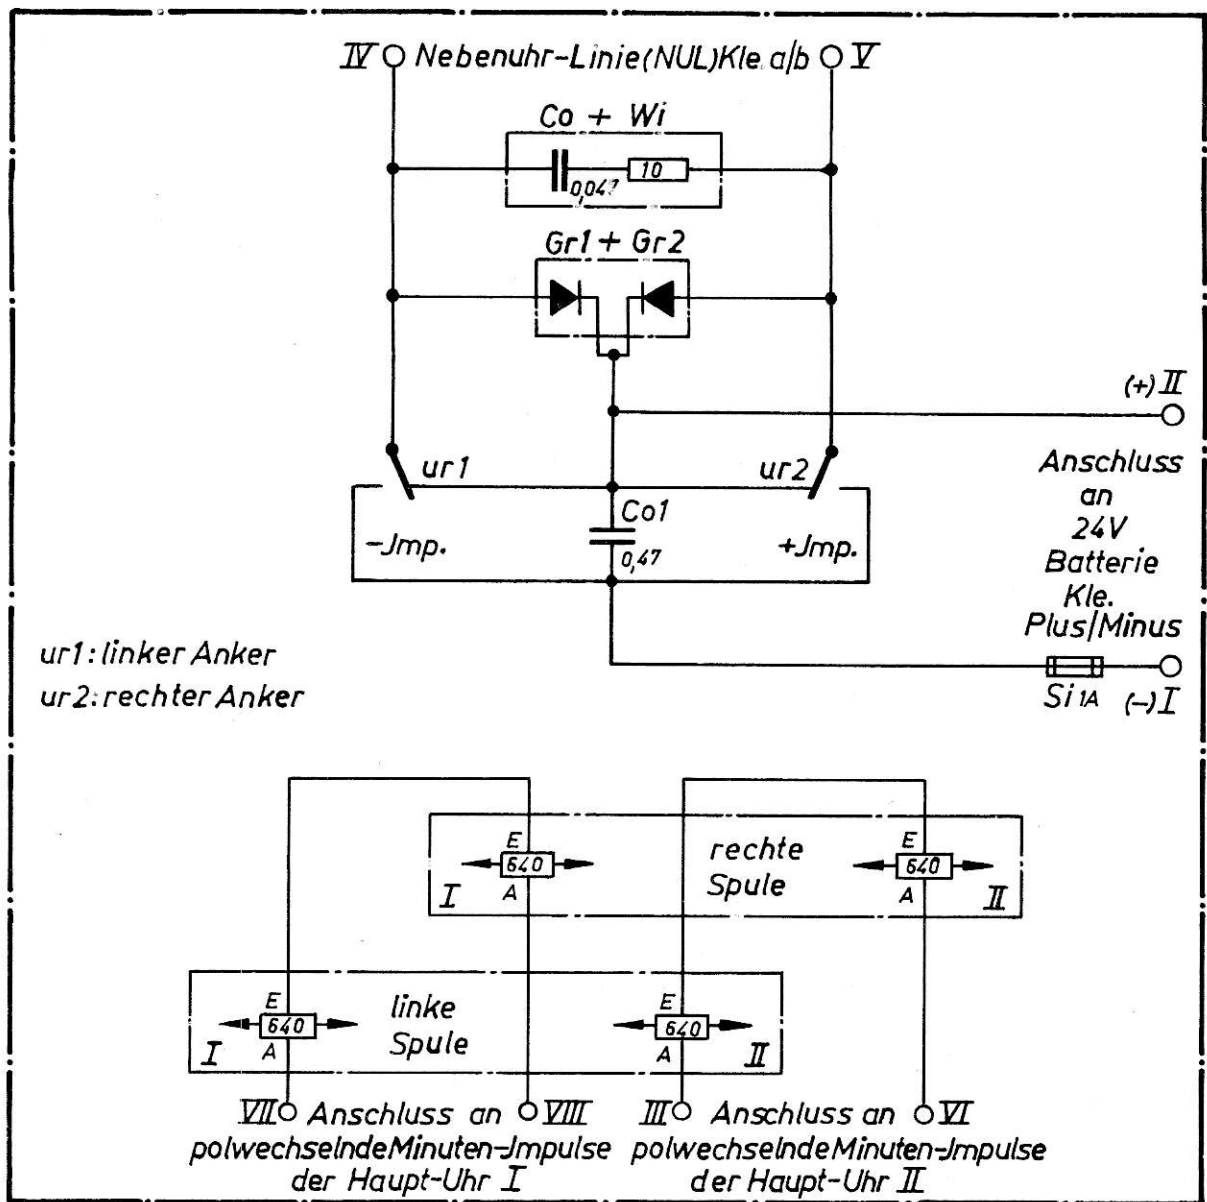 IV Nebenuhr-Linie(NUL)Kle. a/b V
Co + Wi
10
0,047
Gr1 + Gr2
(+) II
ur1
ur2
Co1
0,47
-Jmp.
+Jmp.
Anschluss
an
24V
Batterie
Kle.
Plus/Minus
Si 1A (-) I
ur1: linker Anker
ur2: rechter Anker
E
640
A
I
rechte
Spule
E
640
A
II
E
640
A
I
linke
Spule
E
640
A
II
VII Anschluss an VIII
polwechselnde Minuten-Jmpulse
der Haupt-Uhr I
III Anschluss an VI
polwechselnde Minuten-Jmpulse
der Haupt-Uhr II